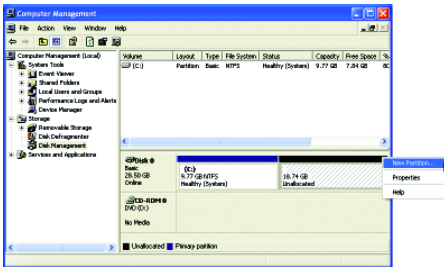 Computer Management
File Action View Window Help
Computer Management (Local)
System Tools
Event Viewer
Shared Folders
Local Users and Groups
Performance Logs and Alerts
Device Manager
Storage
Removable Storage
Disk Defragmenter
Disk Management
Services and Applications
Volume Layout Type File System Status Capacity Free Space %
(C:) Partition Basic NTFS Healthy (System) 9.77 GB 7.84 GB 80
Disk 0
Basic
28.50 GB
Online
(C:)
9.77 GB NTFS
Healthy (System)
18.74 GB
Unallocated
CD-ROM 0
DVD (D:)
No Media
Unallocated Primary partition
New Partition...
Properties
Help